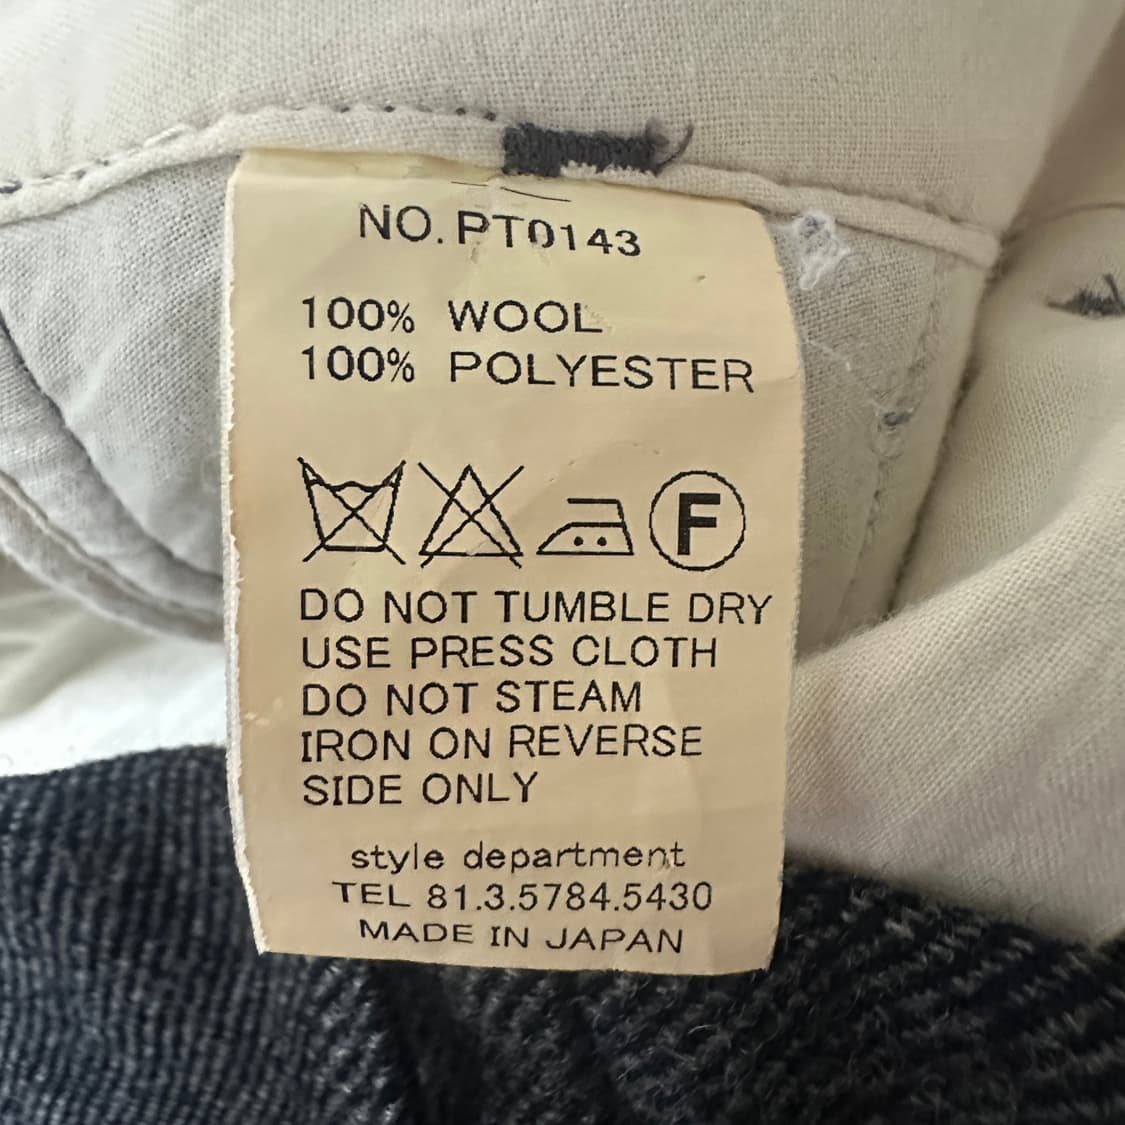 NO. PT0143
100% WOOL
100% POLYESTER
F
DO NOT TUMBLE DRY
USE PRESS CLOTH
DO NOT STEAM
IRON ON REVERSE
SIDE ONLY
style department
TEL 81.3.5784.5430
MADE IN JAPAN